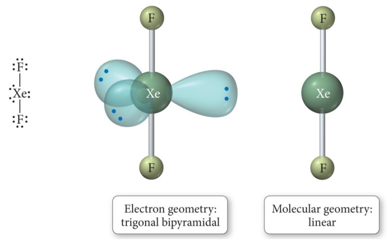 F
Xe
F
F
Xe
F
F
Xe
F
Electron geometry:
trigonal bipyramidal
Molecular geometry:
linear